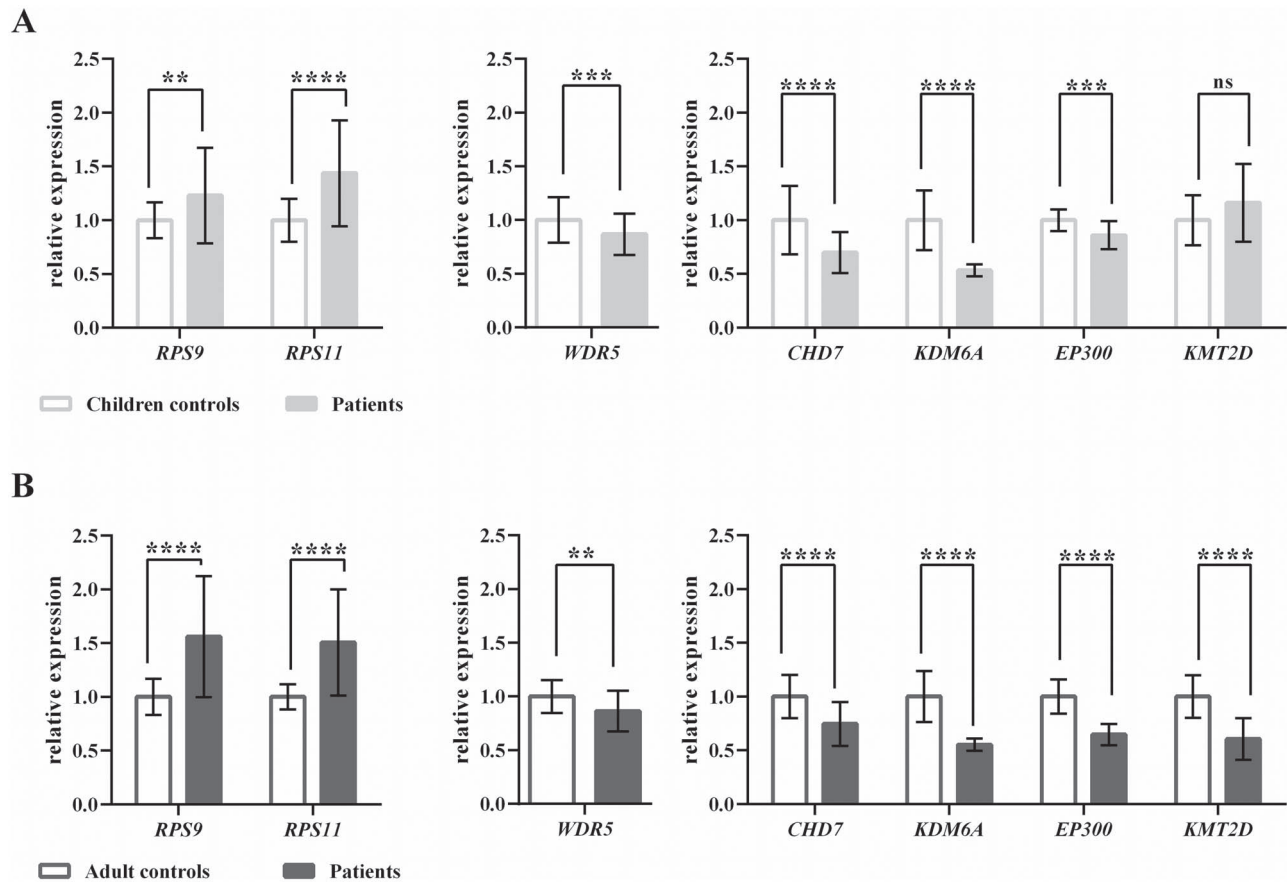 A
relative expression
2.5
2.0
1.5
1.0
0.5
0.0
**
****
RPS9
RPS11
relative expression
2.5
2.0
1.5
1.0
0.5
0.0
***
WDR5
relative expression
2.5
2.0
1.5
1.0
0.5
0.0
****
****
***
ns
CHD7
KDM6A
EP300
KMT2D
Children controls
Patients
B
relative expression
2.5
2.0
1.5
1.0
0.5
0.0
****
****
RPS9
RPS11
relative expression
2.5
2.0
1.5
1.0
0.5
0.0
**
WDR5
relative expression
2.5
2.0
1.5
1.0
0.5
0.0
****
****
****
****
CHD7
KDM6A
EP300
KMT2D
Adult controls
Patients